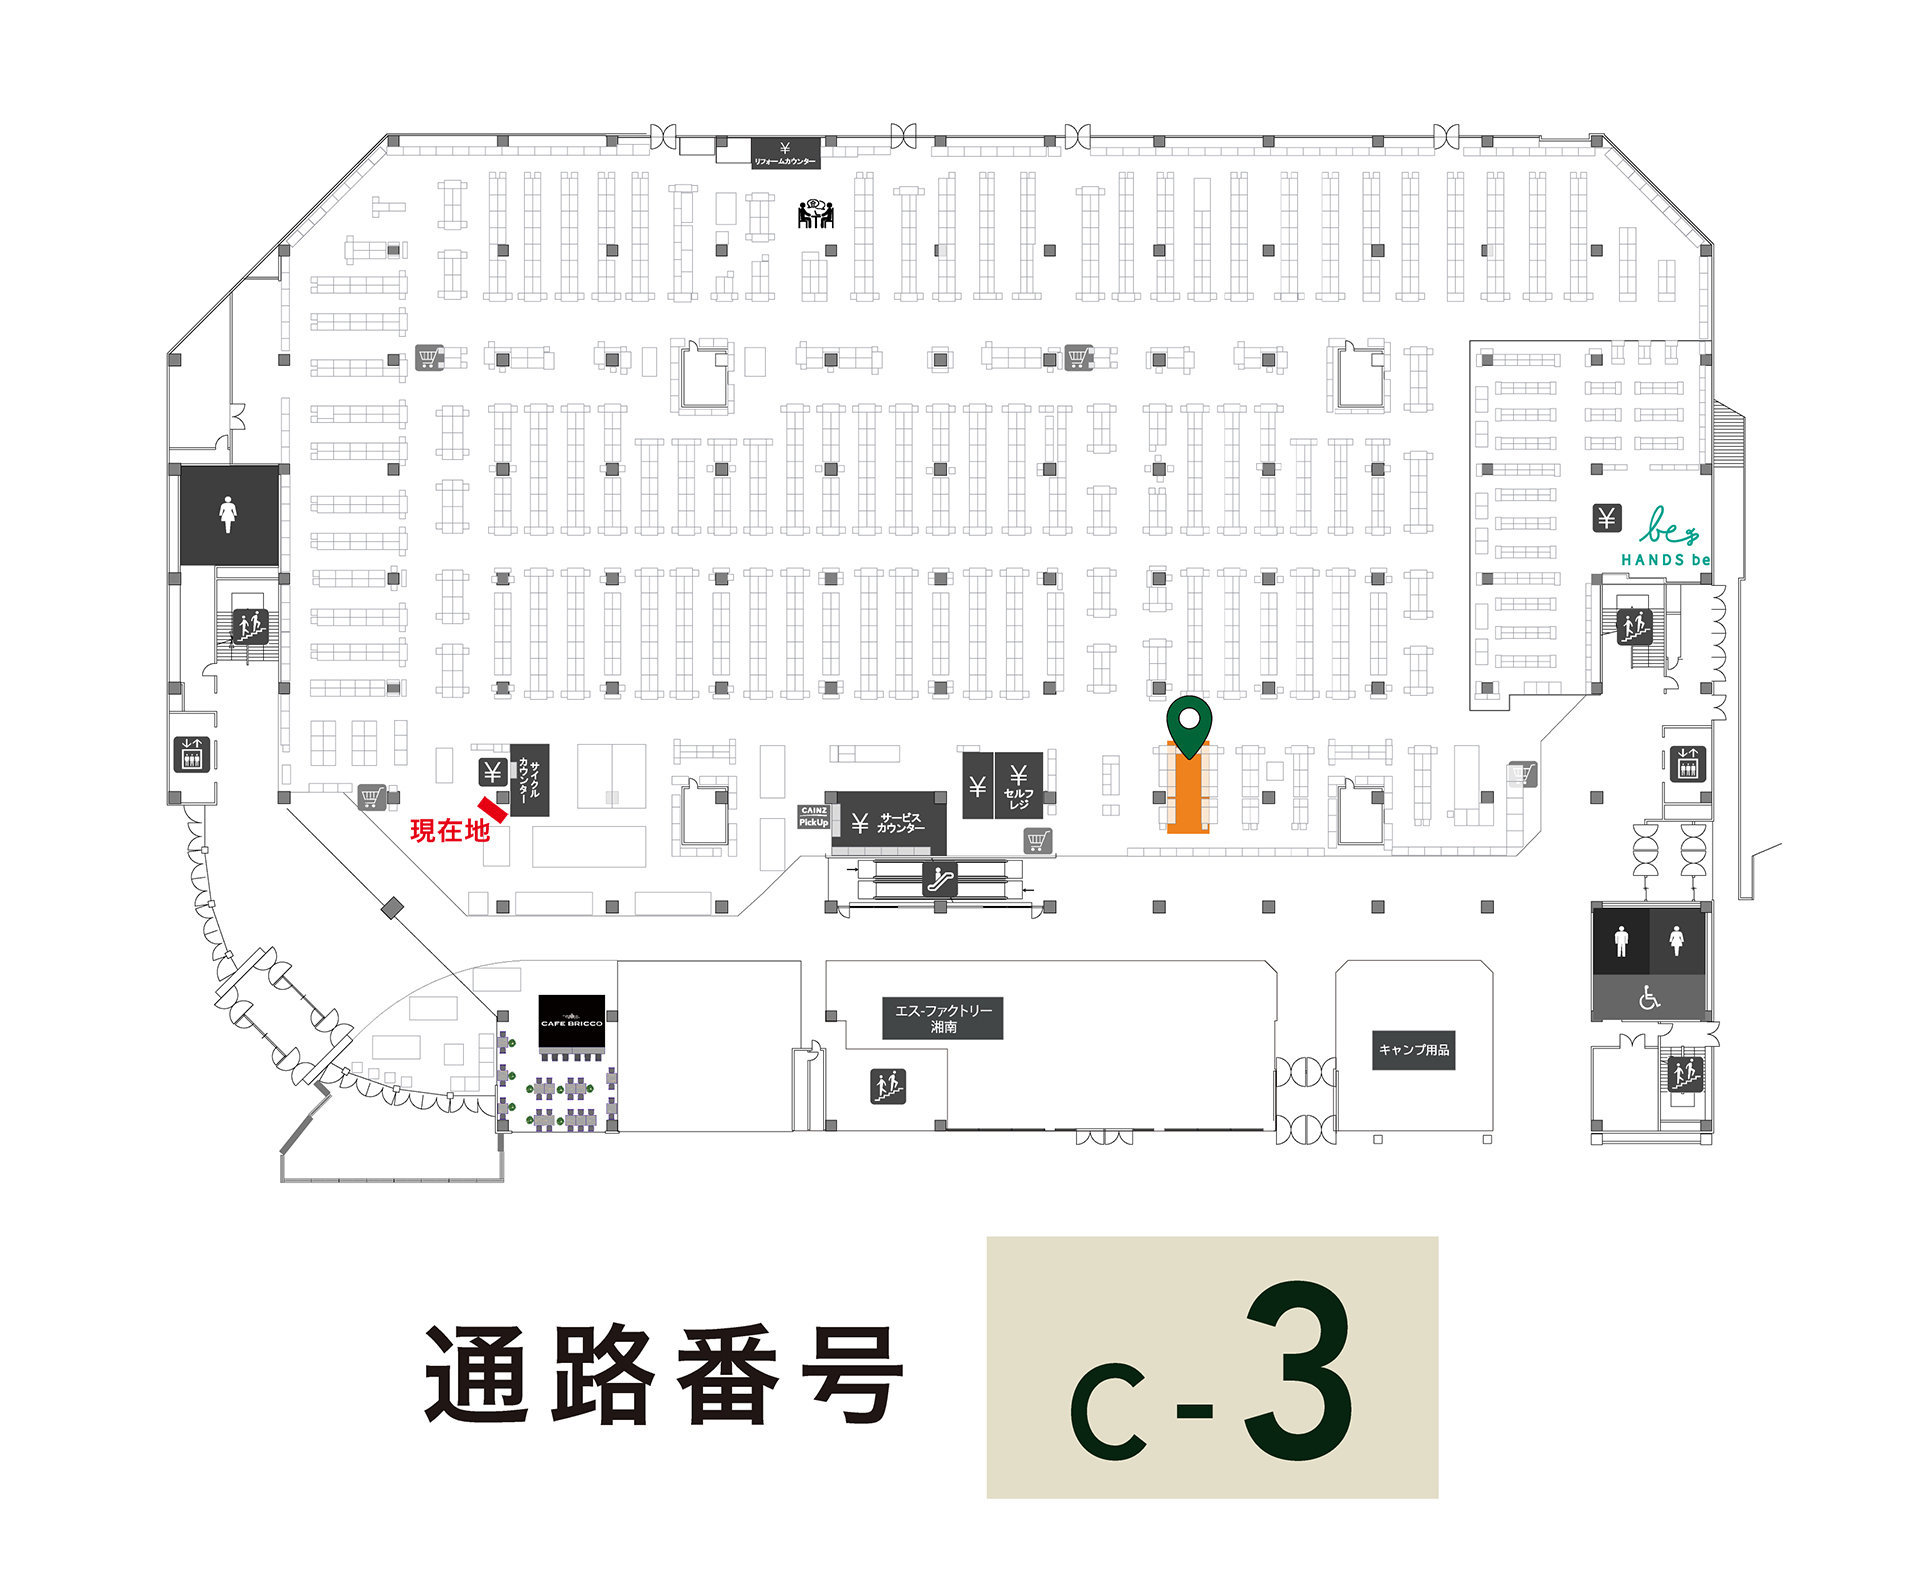 ¥
リフォームカウンター
¥
be
HANDS be
¥
サイクル
カウンター
現在地
CAINZ
PickUp
¥
サービス
カウンター
¥
¥
セルフ
レジ
CAFE BRICCO
エス-ファクトリー
湘南
キャンプ用品
通路番号
C-3